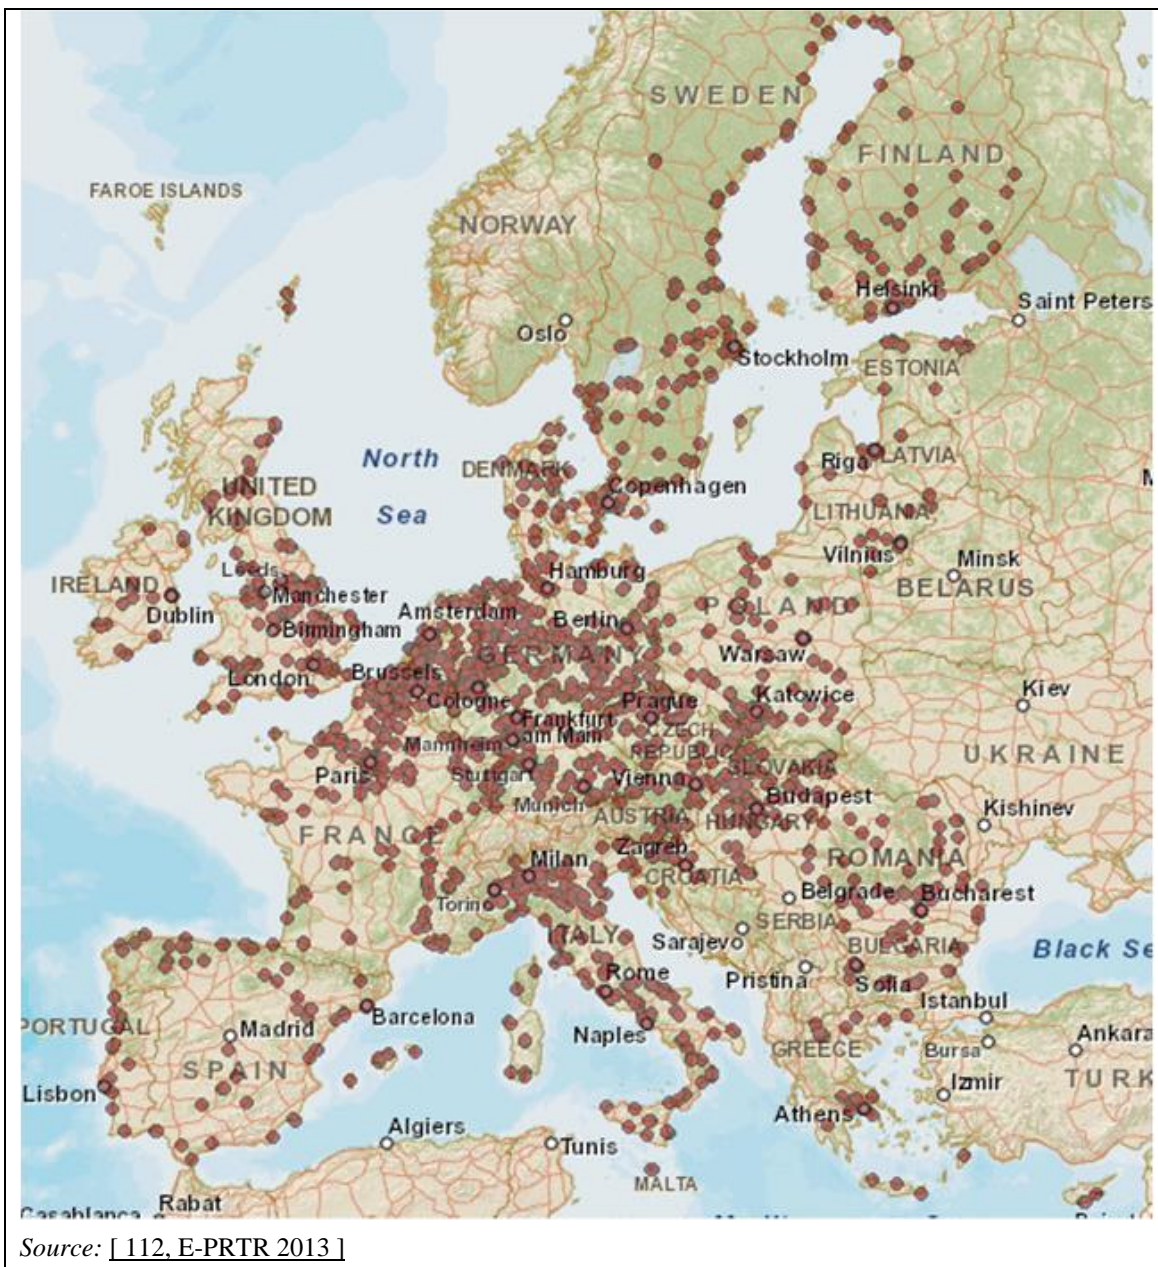 SWEDEN
FINLAND
FAROE ISLANDS
NORWAY
Helsinki
Saint Peters
Oslo
Stockholm
ESTONIA
North
Sea
DENMARK
Riga
LATVIA
UNITED
KINGDOM
Copenhagen
LITHUANIA
Vilnius
Minsk
BELARUS
Leeds
Hamburg
IRELAND
Manchester
Dublin
Amsterdam
Berlin
POLAND
Birmingham
GERMANY
Warsaw
London
Brussels
Cologne
Prague
Katowice
Kiev
Frankfurt
am Main
Mannheim
CZECH
REPUBLIC
UKRAINE
Paris
Stuttgart
Vienna
SLOVAKIA
Munich
Budapest
AUSTRIA
HUNGARY
Kishinev
FRANCE
Zagreb
Milan
ROMANIA
CROATIA
Torino
Belgrade
Bucharest
SERBIA
ITALY
Sarajevo
BULGARIA
Black Se
Rome
Pristina
Sofia
Istanbul
PORTUGAL
Madrid
Barcelona
Naples
GREECE
Bursa
Ankara
SPAIN
Izmir
TURK
Lisbon
Athens
Algiers
Tunis
MALTA
Rabat
Casablanca
Source: [ 112, E-PRTR 2013 ]